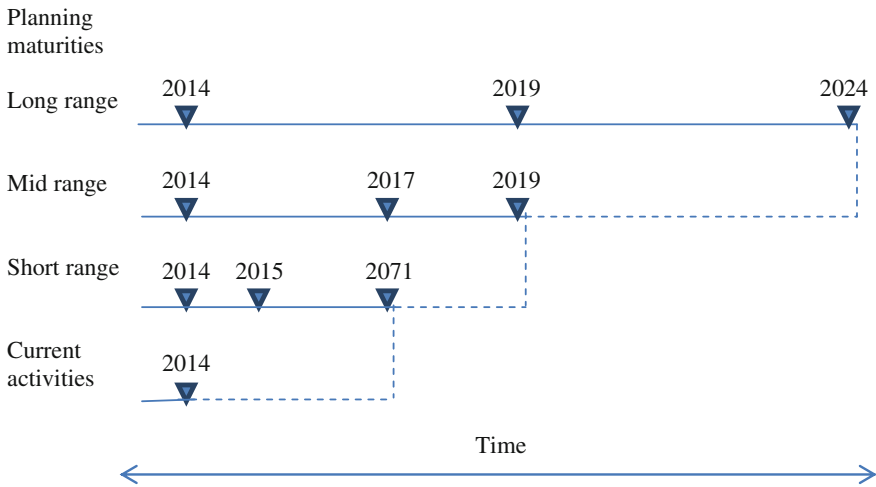 Planning
maturities
Long range
2014 2019 2024
Mid range
2014 2017 2019
Short range
2014 2015 2071
Current
activities
2014
Time